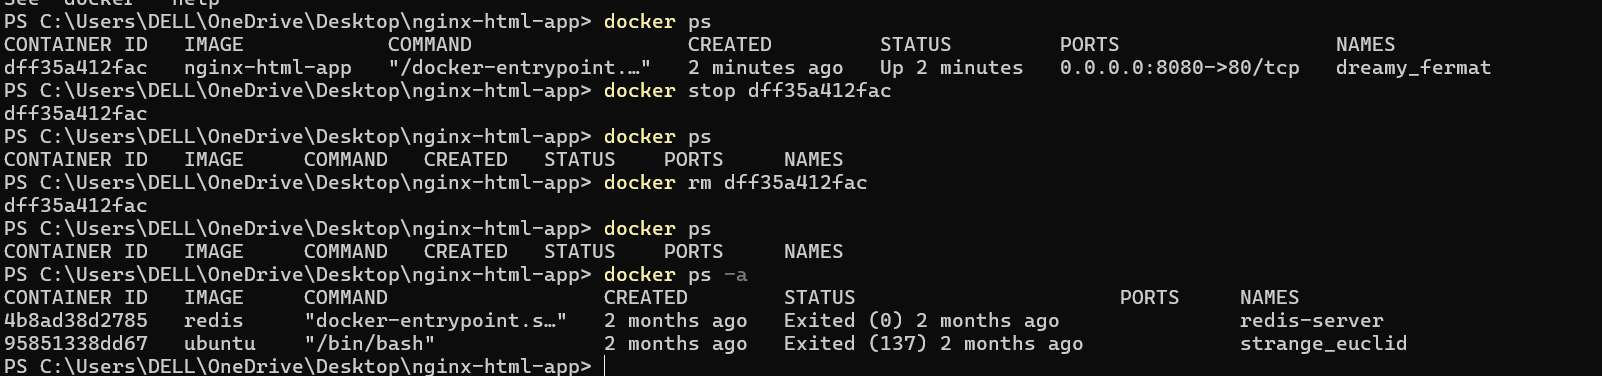 See 'docker --help'
PS C:\Users\DELL\OneDrive\Desktop\nginx-html-app> docker ps
CONTAINER ID   IMAGE            COMMAND                  CREATED         STATUS         PORTS                  NAMES
dff35a412fac   nginx-html-app   "/docker-entrypoint.…"   2 minutes ago   Up 2 minutes   0.0.0.0:8080->80/tcp   dreamy_fermat
PS C:\Users\DELL\OneDrive\Desktop\nginx-html-app> docker stop dff35a412fac
dff35a412fac
PS C:\Users\DELL\OneDrive\Desktop\nginx-html-app> docker ps
CONTAINER ID   IMAGE     COMMAND   CREATED   STATUS    PORTS     NAMES
PS C:\Users\DELL\OneDrive\Desktop\nginx-html-app> docker rm dff35a412fac
dff35a412fac
PS C:\Users\DELL\OneDrive\Desktop\nginx-html-app> docker ps
CONTAINER ID   IMAGE     COMMAND   CREATED   STATUS    PORTS     NAMES
PS C:\Users\DELL\OneDrive\Desktop\nginx-html-app> docker ps -a
CONTAINER ID   IMAGE     COMMAND                  CREATED        STATUS                      PORTS     NAMES
4b8ad38d2785   redis     "docker-entrypoint.s…"   2 months ago   Exited (0) 2 months ago               redis-server
95851338dd67   ubuntu    "/bin/bash"              2 months ago   Exited (137) 2 months ago             strange_euclid
PS C:\Users\DELL\OneDrive\Desktop\nginx-html-app>